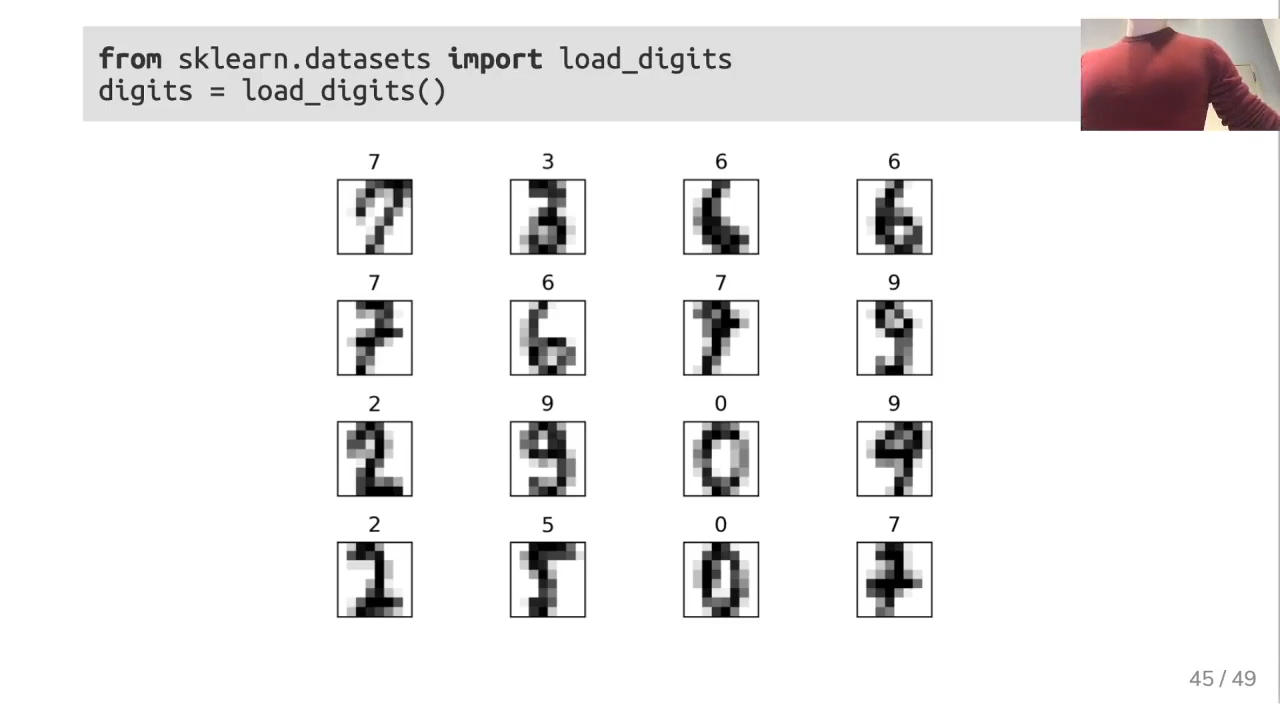 from sklearn.datasets import load_digits
digits = load_digits()
7 3 6 6
7 6 7 9
2 9 0 9
2 5 0 7
45 / 49